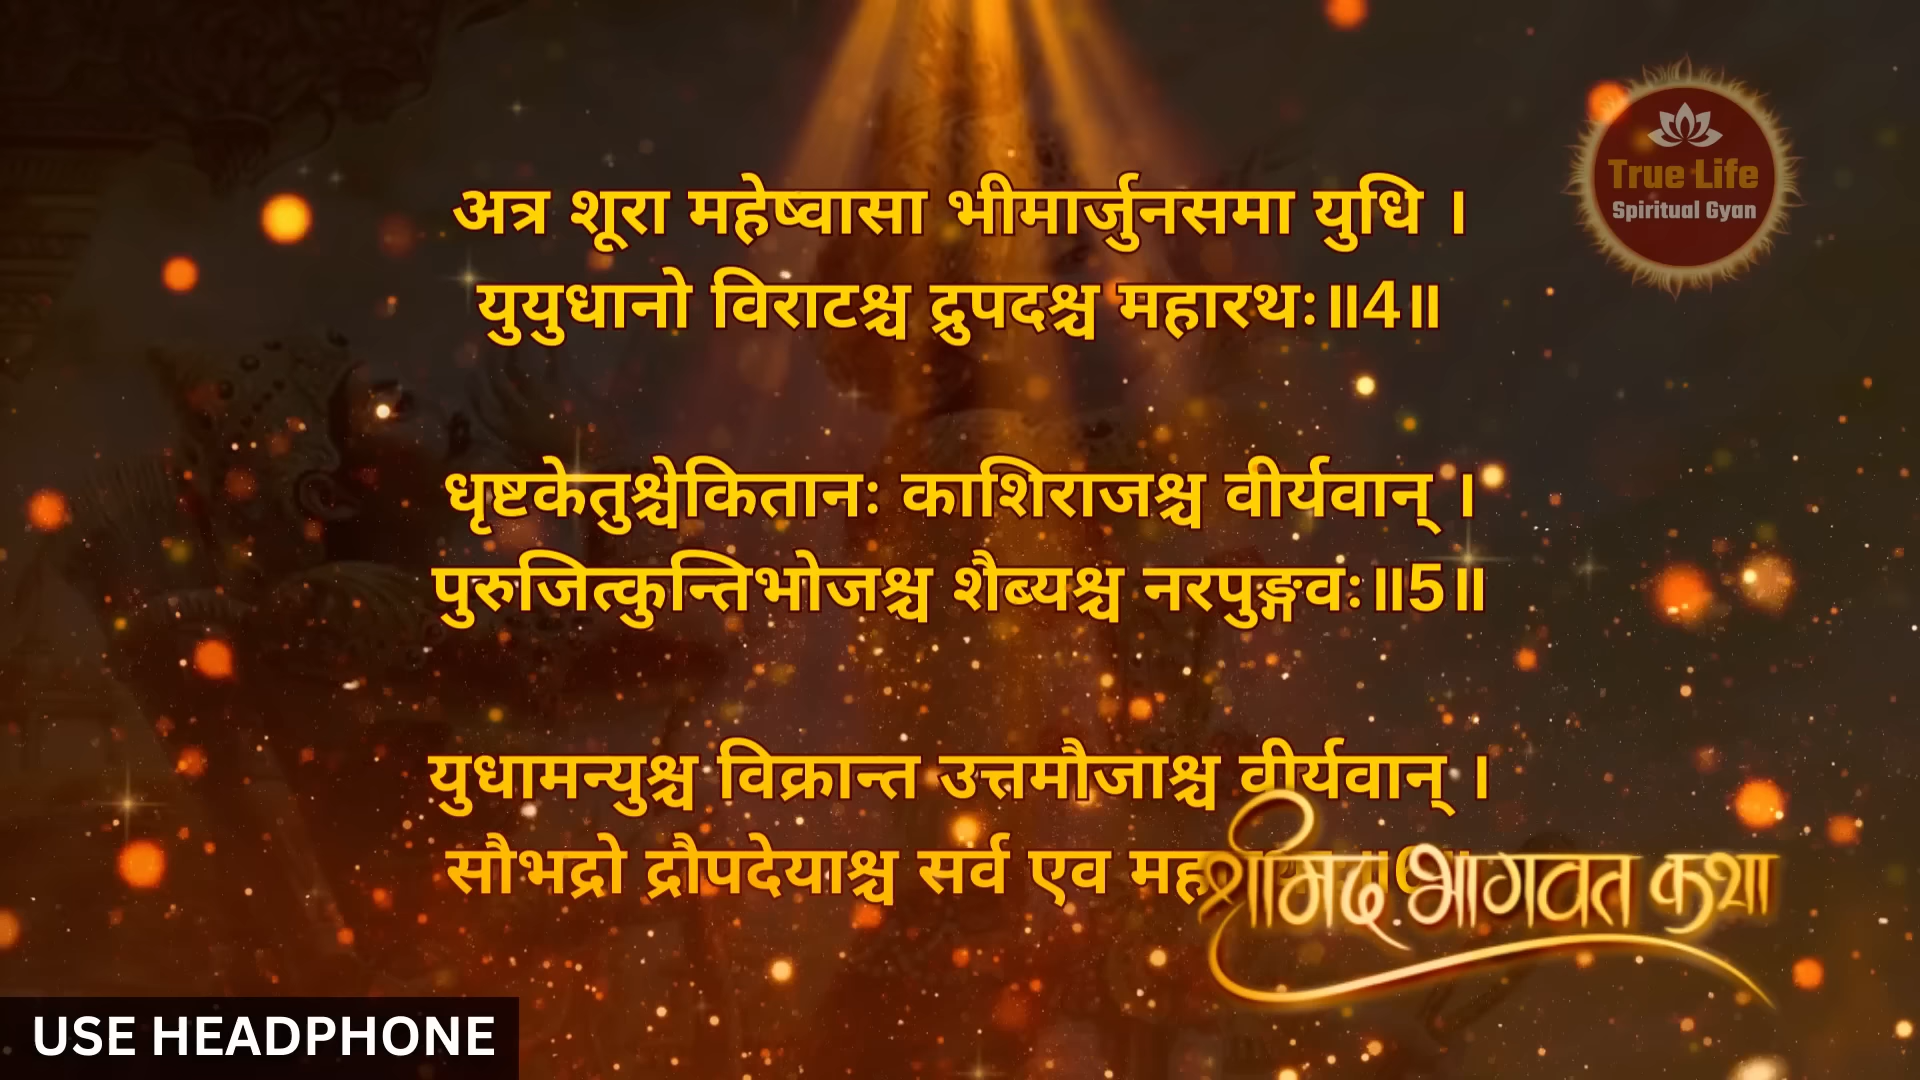 अत्र शूरा महेष्वासा भीमार्जुनसमा युधि ।
युयुधानो विराटश्च द्रुपदश्च महारथः॥4॥
धृष्टकेतुश्चेकितानः काशिराजश्च वीर्यवान् ।
पुरुजित्कुन्तिभोजश्च शैब्यश्च नरपुङ्गवः॥5॥
युधामन्युश्च विक्रान्त उत्तमौजाश्च वीर्यवान् ।
सौभद्रो द्रौपदेयाश्च सर्व एव
श्रीमद भागवत कथा
True Life
Spiritual Gyan
USE HEADPHONE